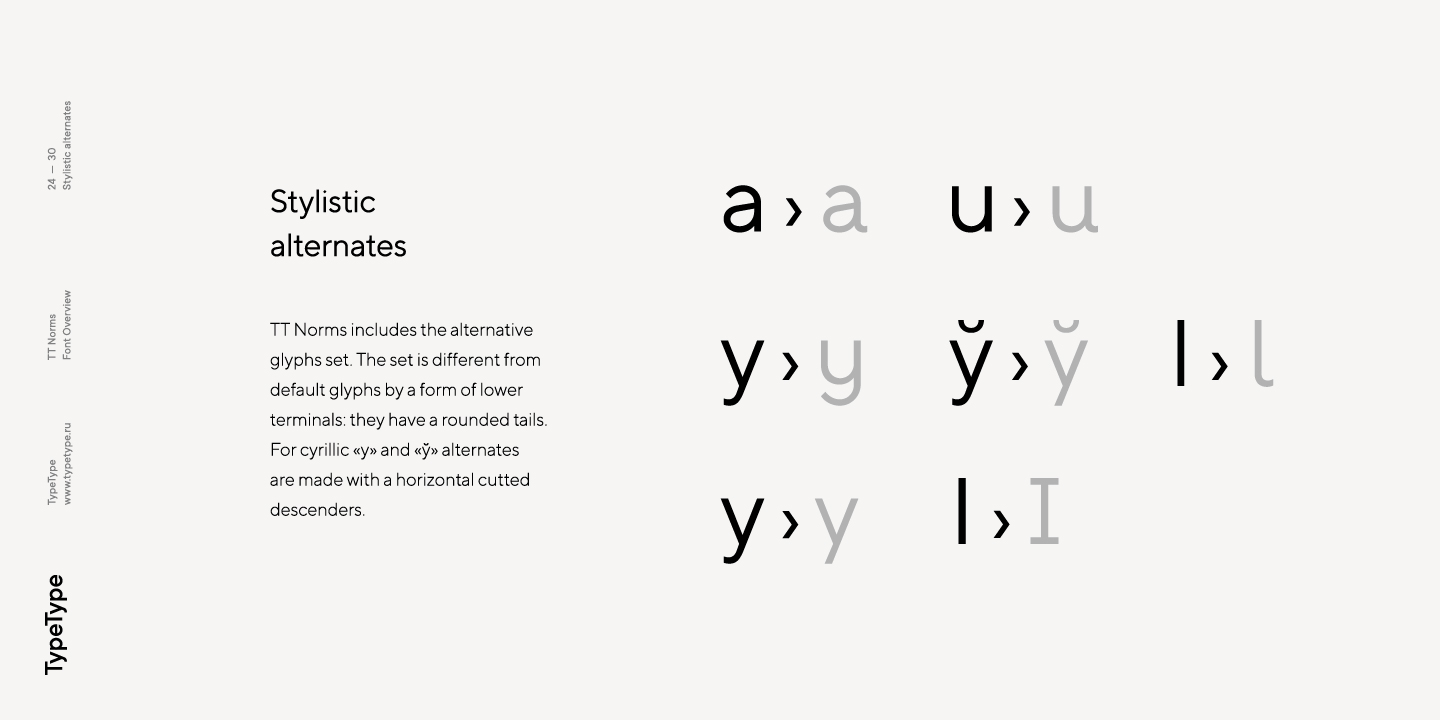 24 — 30
Stylistic alternates
TT Norms
Font Overview
TypeType
www.typetype.ru
TypeType
Stylistic
alternates
TT Norms includes the alternative
glyphs set. The set is different from
default glyphs by a form of lower
terminals: they have a rounded tails.
For cyrillic «у» and «ў» alternates
are made with a horizontal cutted
descenders.
a › a u › u
y › y ў › ў l › l
у › у I › I